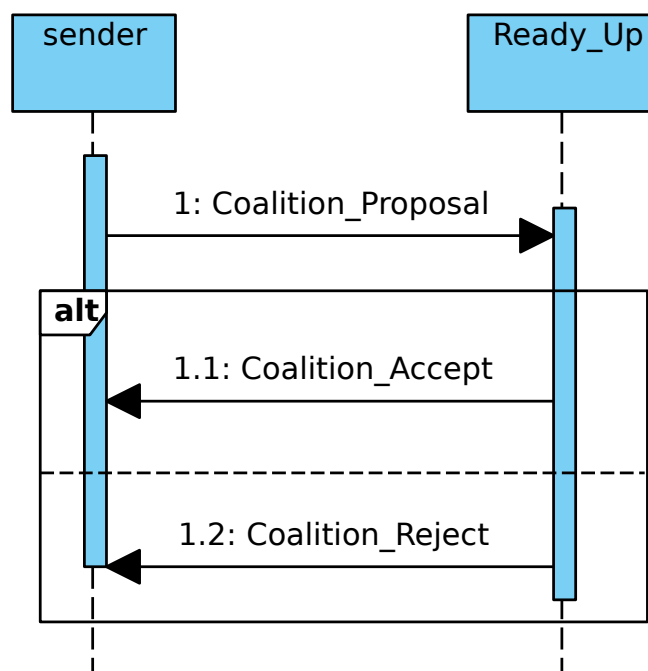 sender
Ready_Up
1: Coalition_Proposal
alt
1.1: Coalition_Accept
1.2: Coalition_Reject